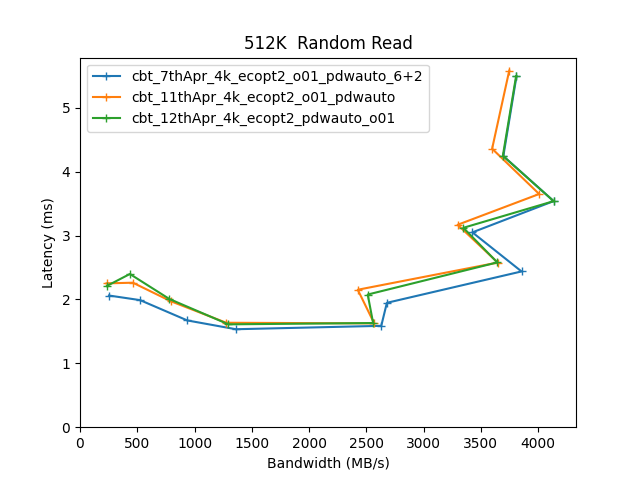 512K  Random Read
cbt_7thApr_4k_ecopt2_o01_pdwauto_6+2
cbt_11thApr_4k_ecopt2_o01_pdwauto
cbt_12thApr_4k_ecopt2_pdwauto_o01
Latency (ms)
5
4
3
2
1
0
0 500 1000 1500 2000 2500 3000 3500 4000
Bandwidth (MB/s)